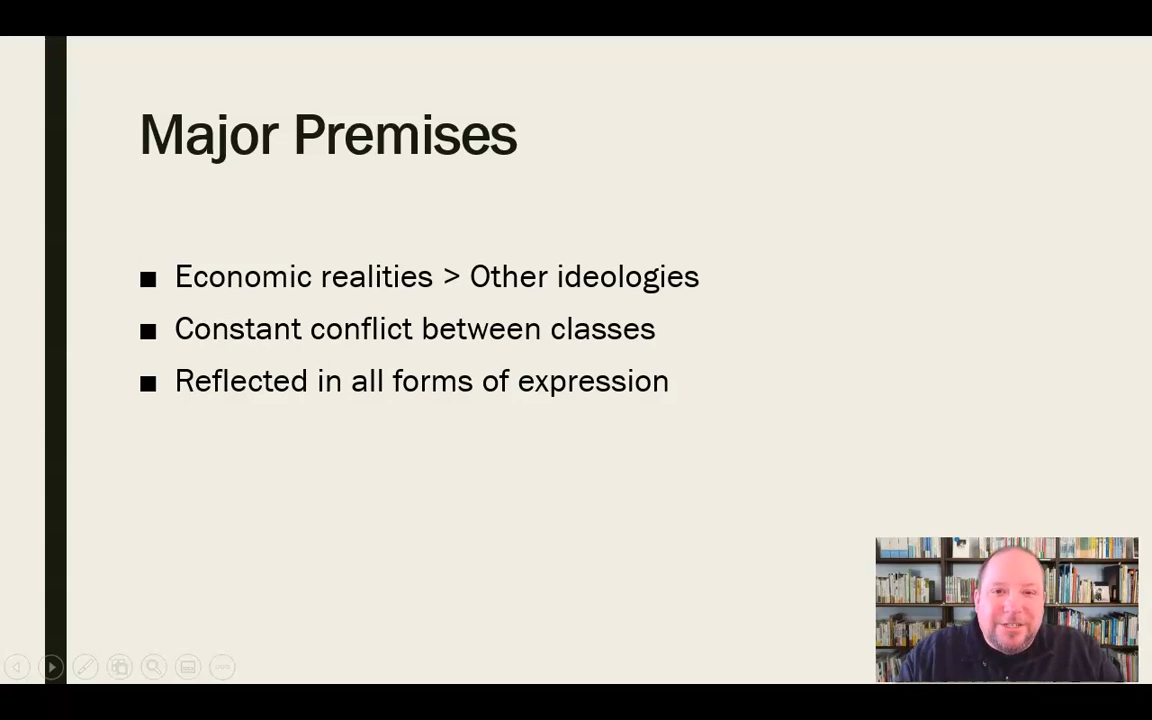 Major Premises
■ Economic realities > Other ideologies
■ Constant conflict between classes
■ Reflected in all forms of expression